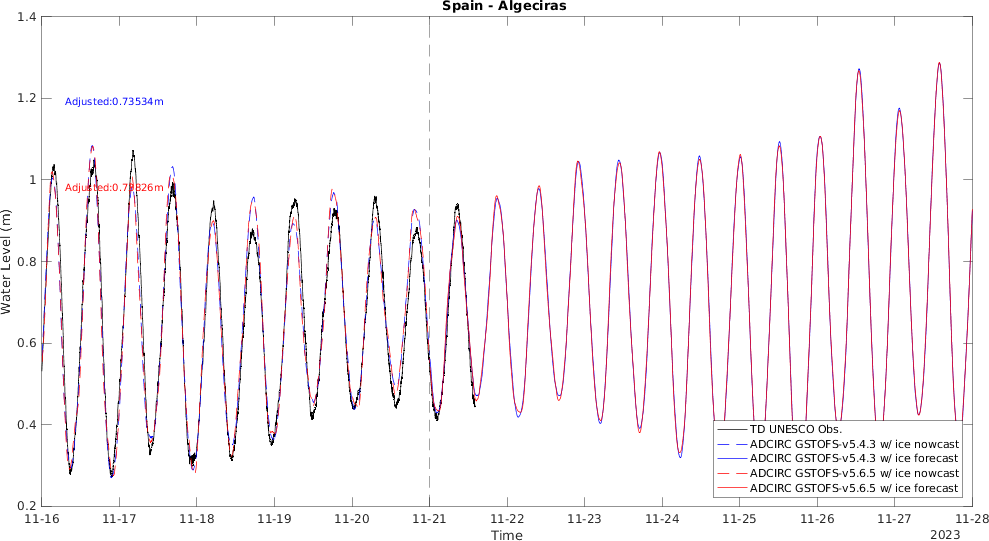 Spain - Algeciras
Water Level (m)
1.4
1.2
1
0.8
0.6
0.4
0.2
Adjusted:0.73534m
TD UNESCO Obs.
ADCIRC GSTOFS-v5.4.3 w/ ice nowcast
ADCIRC GSTOFS-v5.4.3 w/ ice forecast
ADCIRC GSTOFS-v5.6.5 w/ ice nowcast
ADCIRC GSTOFS-v5.6.5 w/ ice forecast
11-16 11-17 11-18 11-19 11-20 11-21 11-22 11-23 11-24 11-25 11-26 11-27 11-28
Time
2023